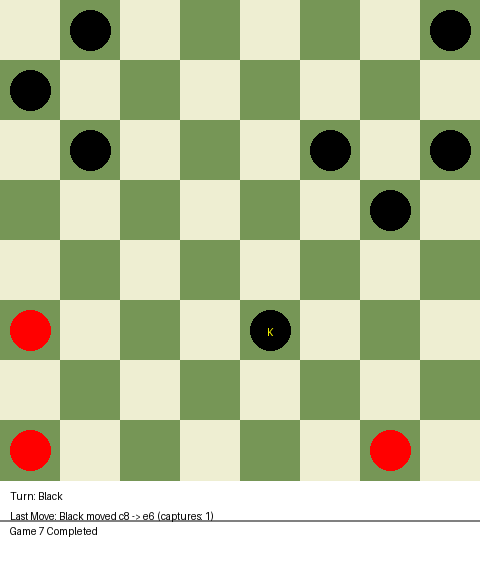 K
Turn: Black
Last Move: Black moved c8 -> e6 (captures: 1)
Game 7 Completed